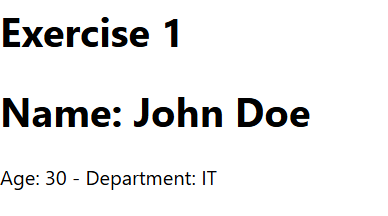 Exercise 1
Name: John Doe
Age: 30 - Department: IT